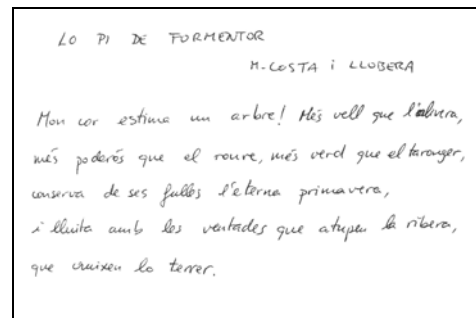 LO PI DE FORMENTOR
M. COSTA i LLOBERA
Mon cor estima un arbre! Més vell que l'olivera,
més poderós que el roure, més verd que el taronger,
conserva de ses fulles l'eterna primavera,
i lluita amb les ventades que atupen la ribera,
que cruixen lo terrer.